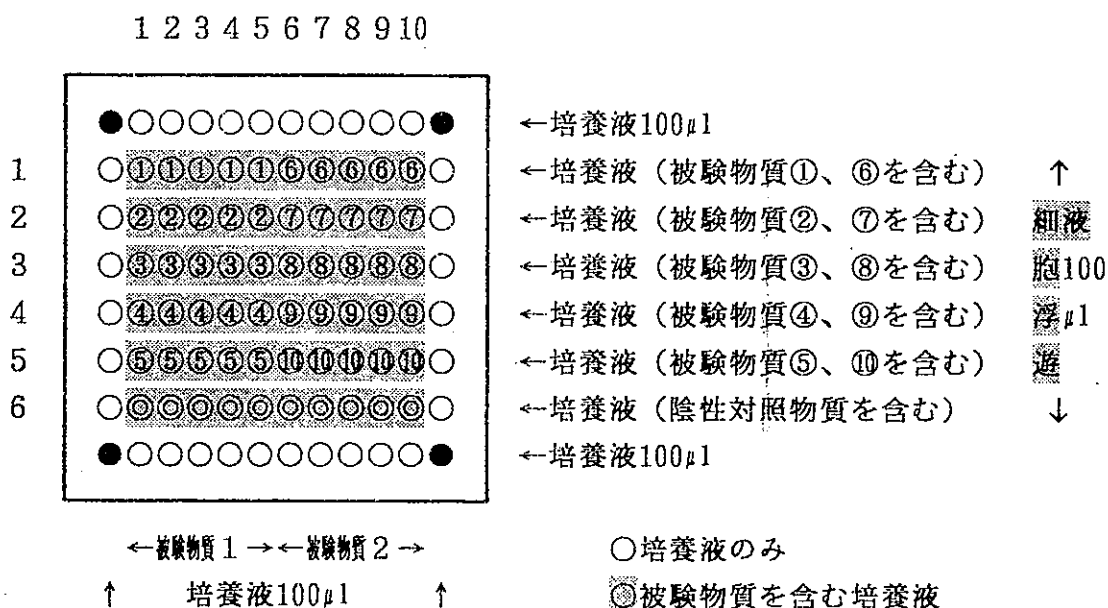 1 2 3 4 5 6 7 8 9 10
●○○○○○○○○○○● ←培養液100μl
1 ○①①①①①⑥⑥⑥⑥⑥○ ←培養液（被験物質①、⑥を含む） ↑
2 ○②②②②②⑦⑦⑦⑦⑦○ ←培養液（被験物質②、⑦を含む） 細液
3 ○③③③③③⑧⑧⑧⑧⑧○ ←培養液（被験物質③、⑧を含む） 胞100
4 ○④④④④④⑨⑨⑨⑨⑨○ ←培養液（被験物質④、⑨を含む） 浮μl
5 ○⑤⑤⑤⑤⑤⑩⑩⑩⑩⑩○ ←培養液（被験物質⑤、⑩を含む） 遊
6 ○◎◎◎◎◎◎◎◎◎◎○ ←培養液（陰性対照物質を含む） ↓
●○○○○○○○○○○● ←培養液100μl
←被験物質1→←被験物質2→ ○培養液のみ
↑ 培養液100μl ↑ ◎被験物質を含む培養液